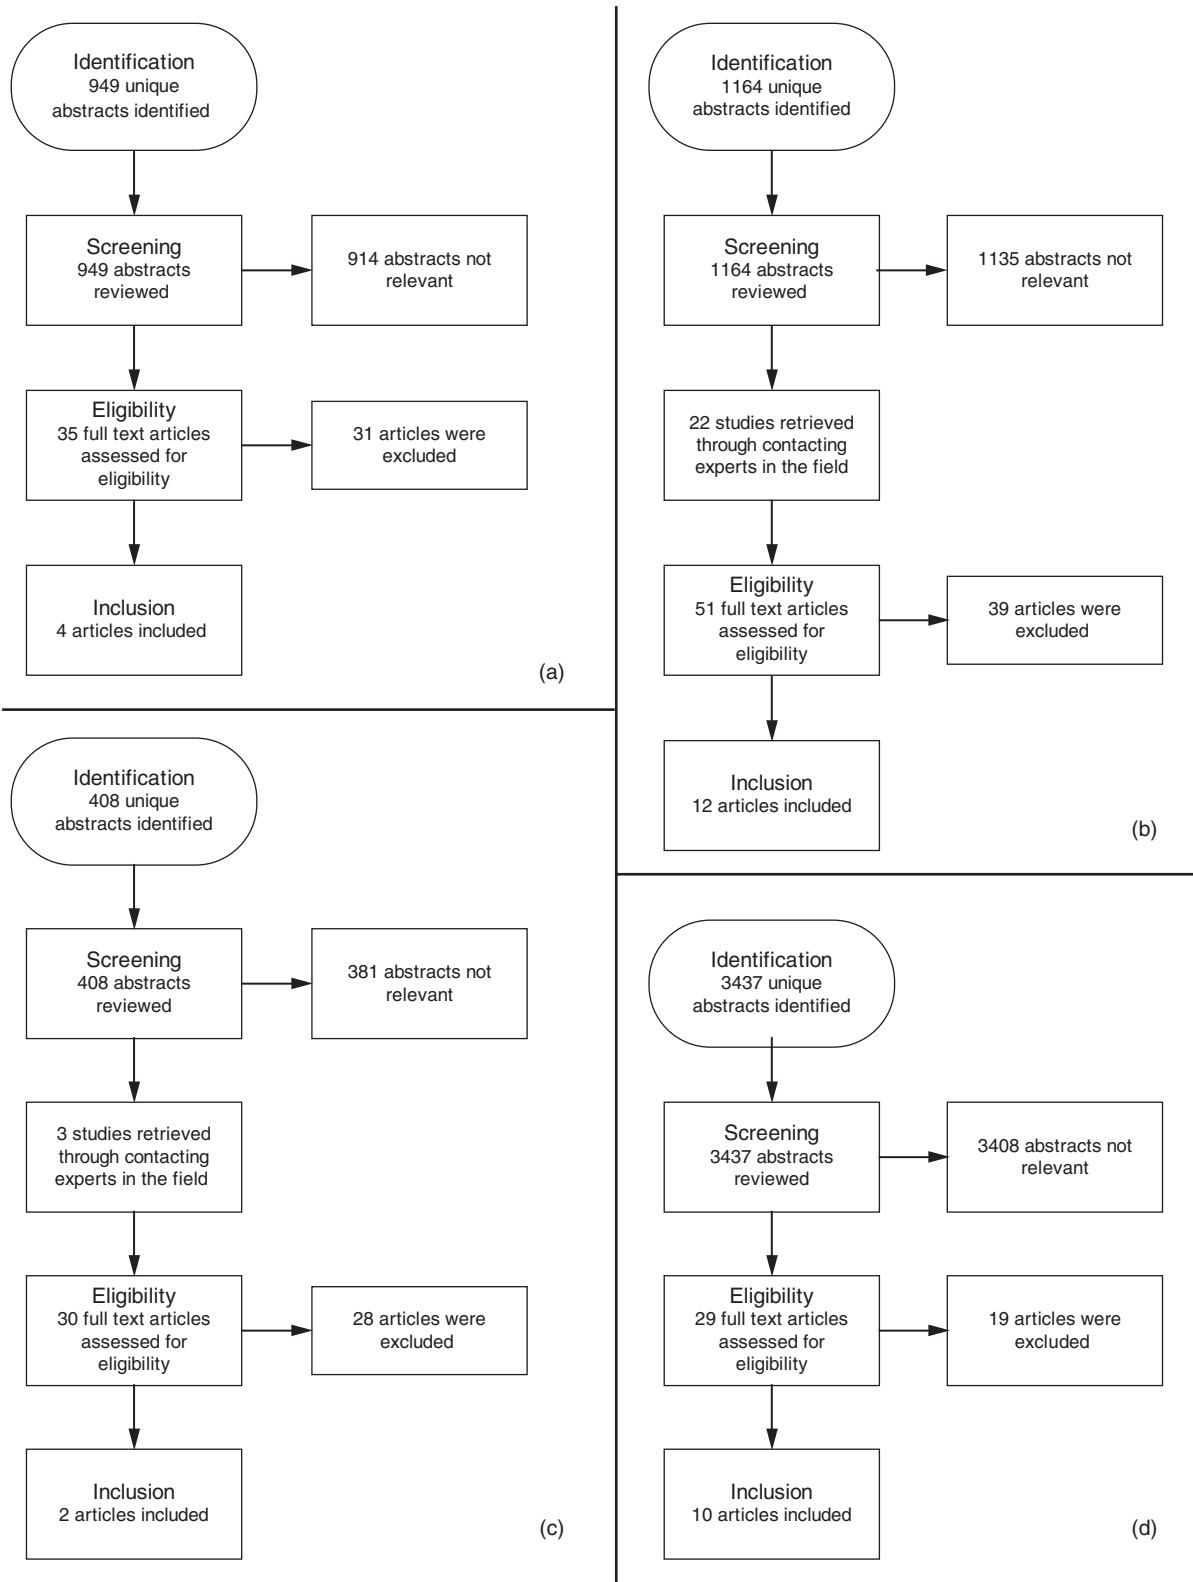 Identification
949 unique
abstracts identified
Screening
949 abstracts
reviewed
914 abstracts not
relevant
Eligibility
35 full text articles
assessed for
eligibility
31 articles were
excluded
Inclusion
4 articles included
(a)
Identification
1164 unique
abstracts identified
Screening
1164 abstracts
reviewed
1135 abstracts not
relevant
22 studies retrieved
through contacting
experts in the field
Eligibility
51 full text articles
assessed for
eligibility
39 articles were
excluded
Inclusion
12 articles included
(b)
Identification
408 unique
abstracts identified
Screening
408 abstracts
reviewed
381 abstracts not
relevant
3 studies retrieved
through contacting
experts in the field
Eligibility
30 full text articles
assessed for
eligibility
28 articles were
excluded
Inclusion
2 articles included
(c)
Identification
3437 unique
abstracts identified
Screening
3437 abstracts
reviewed
3408 abstracts not
relevant
Eligibility
29 full text articles
assessed for
eligibility
19 articles were
excluded
Inclusion
10 articles included
(d)